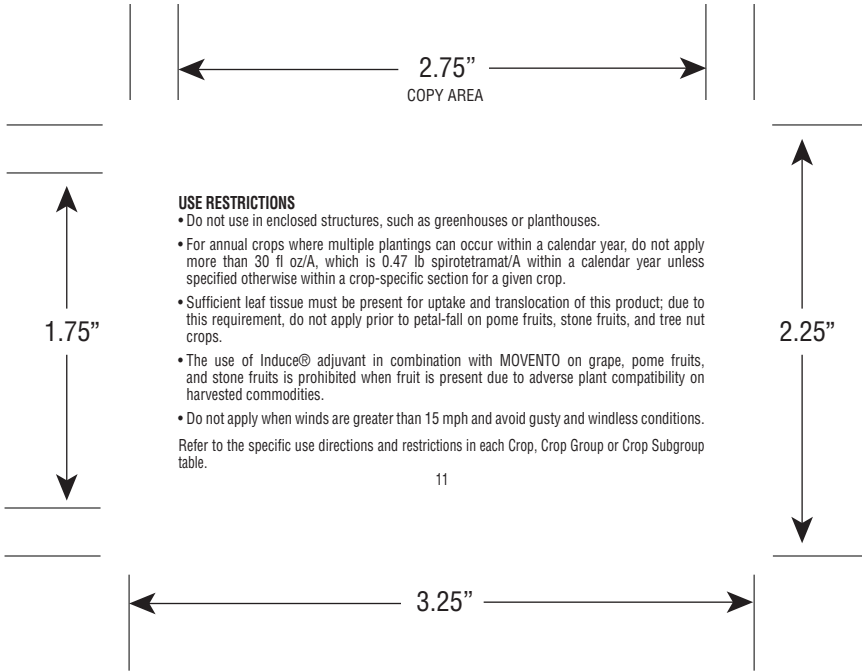 2.75”
COPY AREA
USE RESTRICTIONS
• Do not use in enclosed structures, such as greenhouses or planthouses.
• For annual crops where multiple plantings can occur within a calendar year, do not apply
more than 30 fl oz/A, which is 0.47 lb spirotetramat/A within a calendar year unless
specified otherwise within a crop-specific section for a given crop.
• Sufficient leaf tissue must be present for uptake and translocation of this product; due to
this requirement, do not apply prior to petal-fall on pome fruits, stone fruits, and tree nut
crops.
• The use of Induce® adjuvant in combination with MOVENTO on grape, pome fruits,
and stone fruits is prohibited when fruit is present due to adverse plant compatibility on
harvested commodities.
• Do not apply when winds are greater than 15 mph and avoid gusty and windless conditions.
Refer to the specific use directions and restrictions in each Crop, Crop Group or Crop Subgroup
table.
11
1.75”
2.25”
3.25”